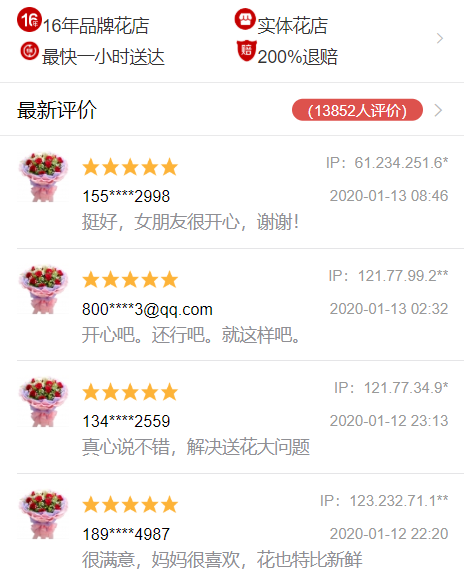 16年 16年品牌花店
实体花店
最快一小时送达
赔 200%退赔
最新评价
(13852人评价)
IP：61.234.251.6*
155****2998
2020-01-13 08:46
挺好，女朋友很开心，谢谢！
IP：121.77.99.2**
800****3@qq.com
2020-01-13 02:32
开心吧。还行吧。就这样吧。
IP：121.77.34.9*
134****2559
2020-01-12 23:13
真心说不错，解决送花大问题
IP：123.232.71.1**
189****4987
2020-01-12 22:20
很满意，妈妈很喜欢，花也特比新鲜